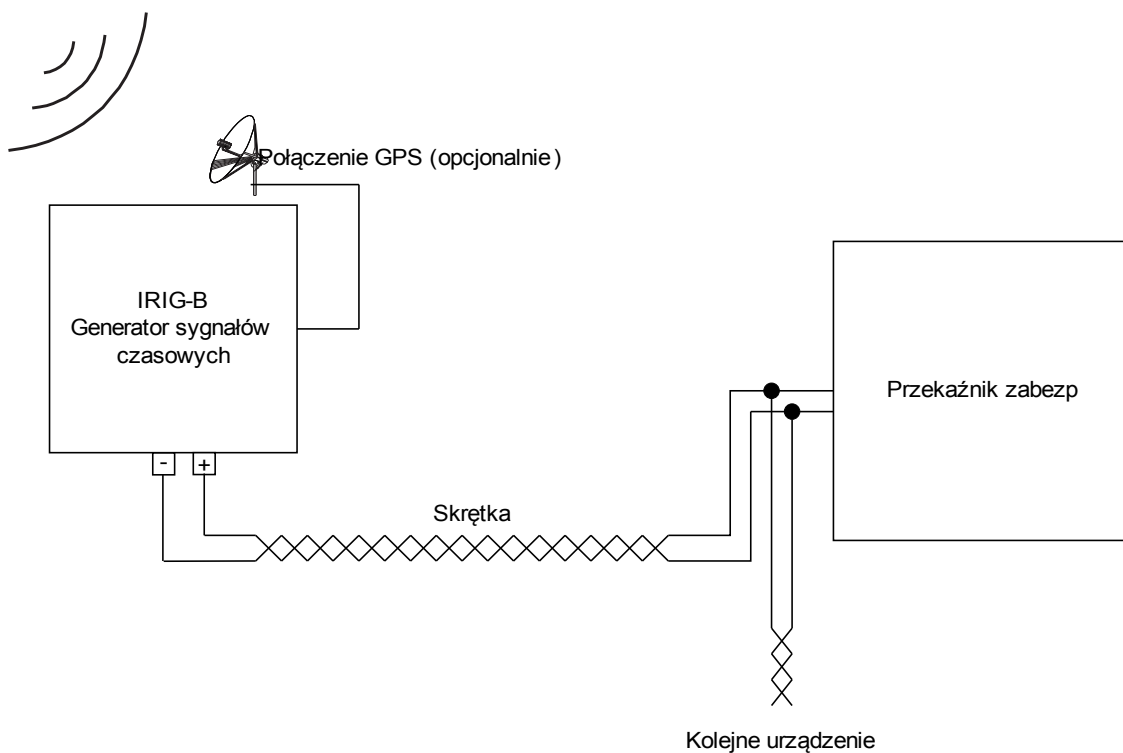 Połączenie GPS (opcjonalnie)
IRIG-B
Generator sygnałów
czasowych
Przekaźnik zabezp
- +
Skrętka
Kolejne urządzenie